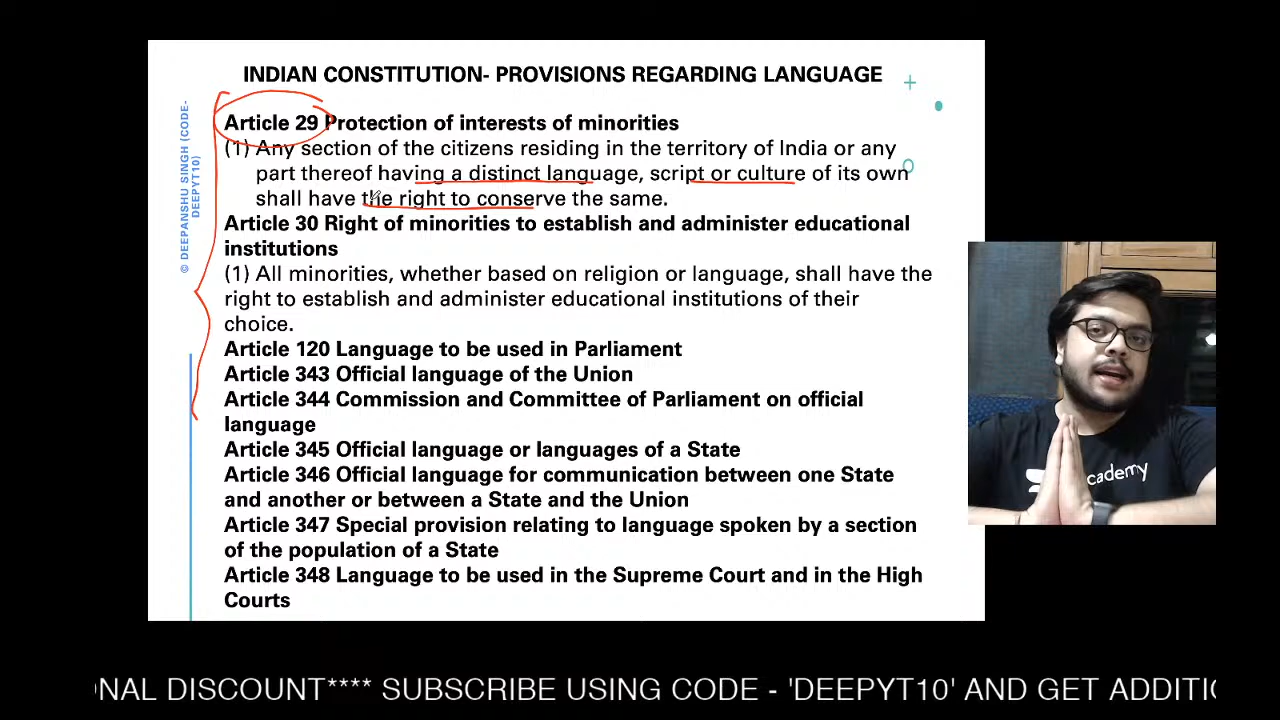 INDIAN CONSTITUTION- PROVISIONS REGARDING LANGUAGE
© DEEPANSHU SINGH (CODE-
DEEPYT10)
Article 29 Protection of interests of minorities
(1) Any section of the citizens residing in the territory of India or any
part thereof having a distinct language, script or culture of its own
shall have the right to conserve the same.
Article 30 Right of minorities to establish and administer educational
institutions
(1) All minorities, whether based on religion or language, shall have the
right to establish and administer educational institutions of their
choice.
Article 120 Language to be used in Parliament
Article 343 Official language of the Union
Article 344 Commission and Committee of Parliament on official
language
Article 345 Official language or languages of a State
Article 346 Official language for communication between one State
and another or between a State and the Union
Article 347 Special provision relating to language spoken by a section
of the population of a State
Article 348 Language to be used in the Supreme Court and in the High
Courts
cademy
ONAL DISCOUNT**** SUBSCRIBE USING CODE - 'DEEPYT10' AND GET ADDITIO